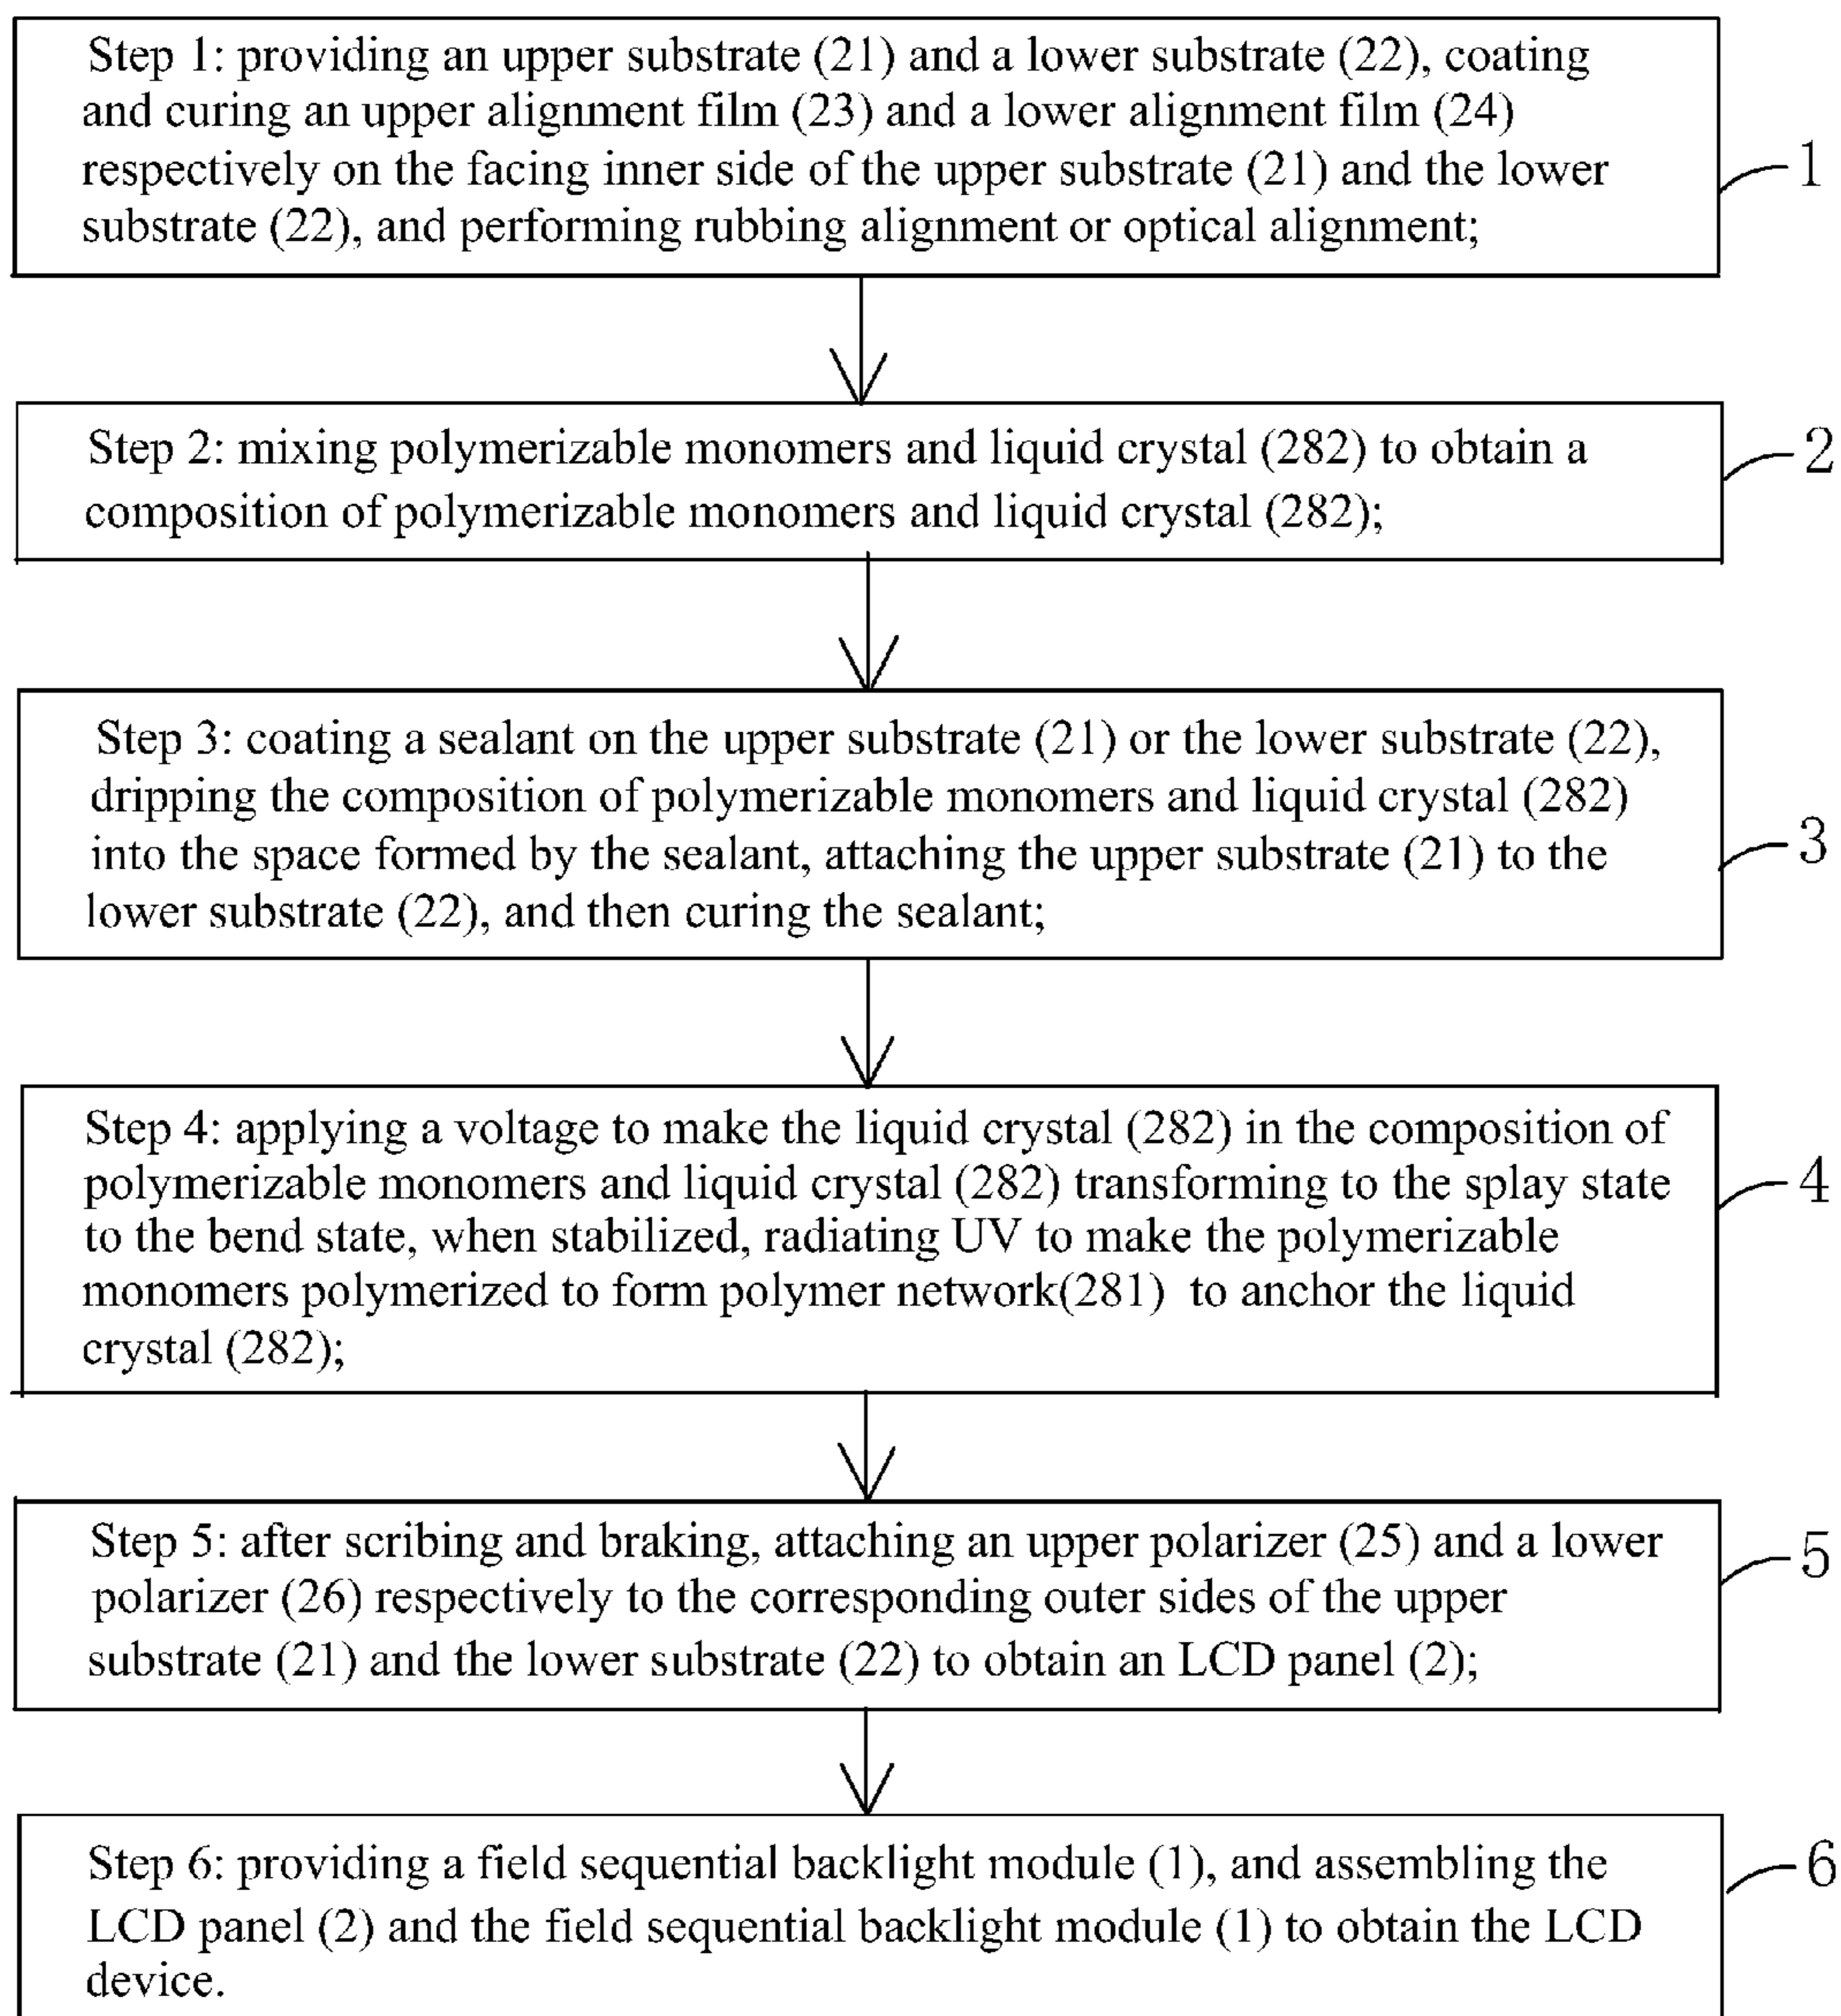 Step 1: providing an upper substrate (21) and a lower substrate (22), coating
and curing an upper alignment film (23) and a lower alignment film (24)
respectively on the facing inner side of the upper substrate (21) and the lower
substrate (22), and performing rubbing alignment or optical alignment;
1
Step 2: mixing polymerizable monomers and liquid crystal (282) to obtain a
composition of polymerizable monomers and liquid crystal (282);
2
Step 3: coating a sealant on the upper substrate (21) or the lower substrate (22),
dripping the composition of polymerizable monomers and liquid crystal (282)
into the space formed by the sealant, attaching the upper substrate (21) to the
lower substrate (22), and then curing the sealant;
3
Step 4: applying a voltage to make the liquid crystal (282) in the composition of
polymerizable monomers and liquid crystal (282) transforming to the splay state
to the bend state, when stabilized, radiating UV to make the polymerizable
monomers polymerized to form polymer network(281) to anchor the liquid
crystal (282);
4
Step 5: after scribing and braking, attaching an upper polarizer (25) and a lower
polarizer (26) respectively to the corresponding outer sides of the upper
substrate (21) and the lower substrate (22) to obtain an LCD panel (2);
5
Step 6: providing a field sequential backlight module (1), and assembling the
LCD panel (2) and the field sequential backlight module (1) to obtain the LCD
device.
6